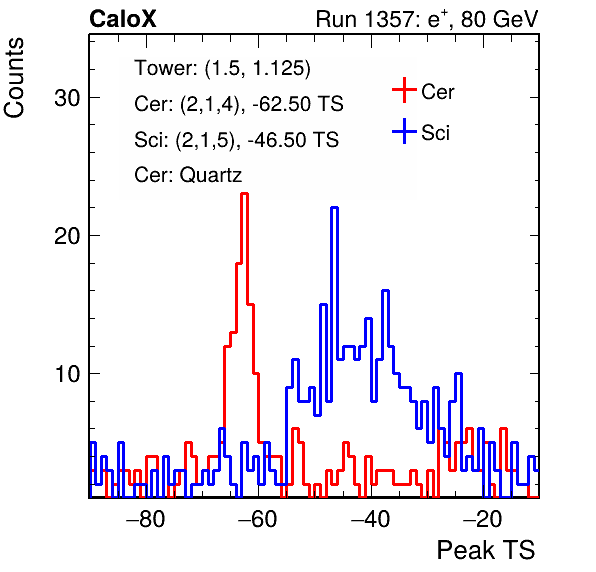 CaloX Run 1357: e⁺, 80 GeV
Counts
Tower: (1.5, 1.125)
Cer: (2,1,4), -62.50 TS
Sci: (2,1,5), -46.50 TS
Cer: Quartz
Cer
Sci
30
20
10
−80 −60 −40 −20
Peak TS